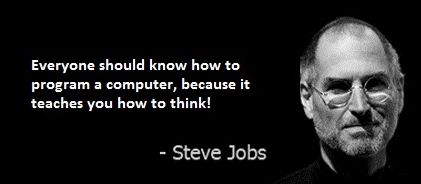 Everyone should know how to
program a computer, because it
teaches you how to think!
- Steve Jobs